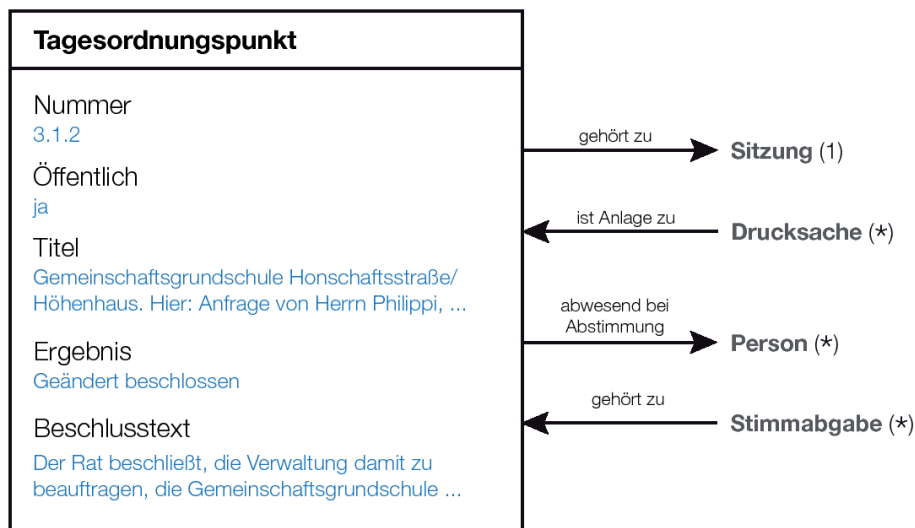 Tagesordnungspunkt
Nummer
3.1.2
Öffentlich
ja
Titel
Gemeinschaftsgrundschule Honschaftsstraße/
Höhenhaus. Hier: Anfrage von Herrn Philippi, ...
Ergebnis
Geändert beschlossen
Beschlusstext
Der Rat beschließt, die Verwaltung damit zu
beauftragen, die Gemeinschaftsgrundschule ...
gehört zu
Sitzung (1)
ist Anlage zu
Drucksache (*)
abwesend bei
Abstimmung
Person (*)
gehört zu
Stimmabgabe (*)